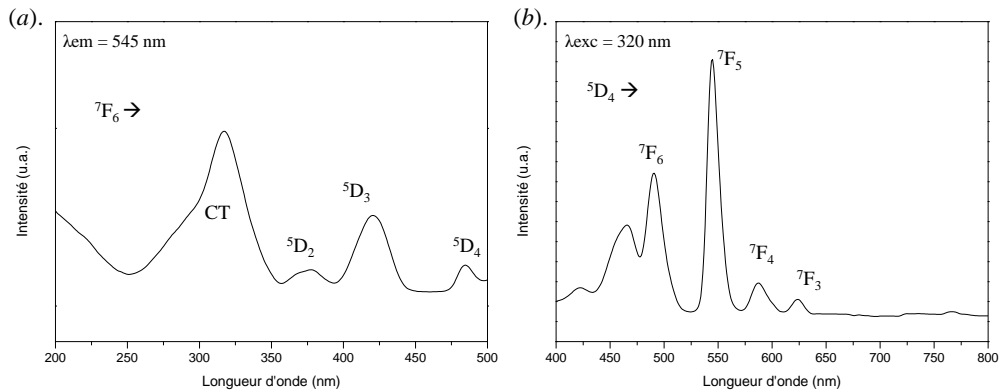 (a).
λem = 545 nm
⁷F₆ →
CT
⁵D₂
⁵D₃
⁵D₄
Intensité (u.a.)
200 250 300 350 400 450 500
Longueur d'onde (nm)
(b).
λexc = 320 nm
⁵D₄ →
⁷F₆
⁷F₅
⁷F₄
⁷F₃
Intensité (u.a.)
400 450 500 550 600 650 700 750 800
Longueur d'onde (nm)